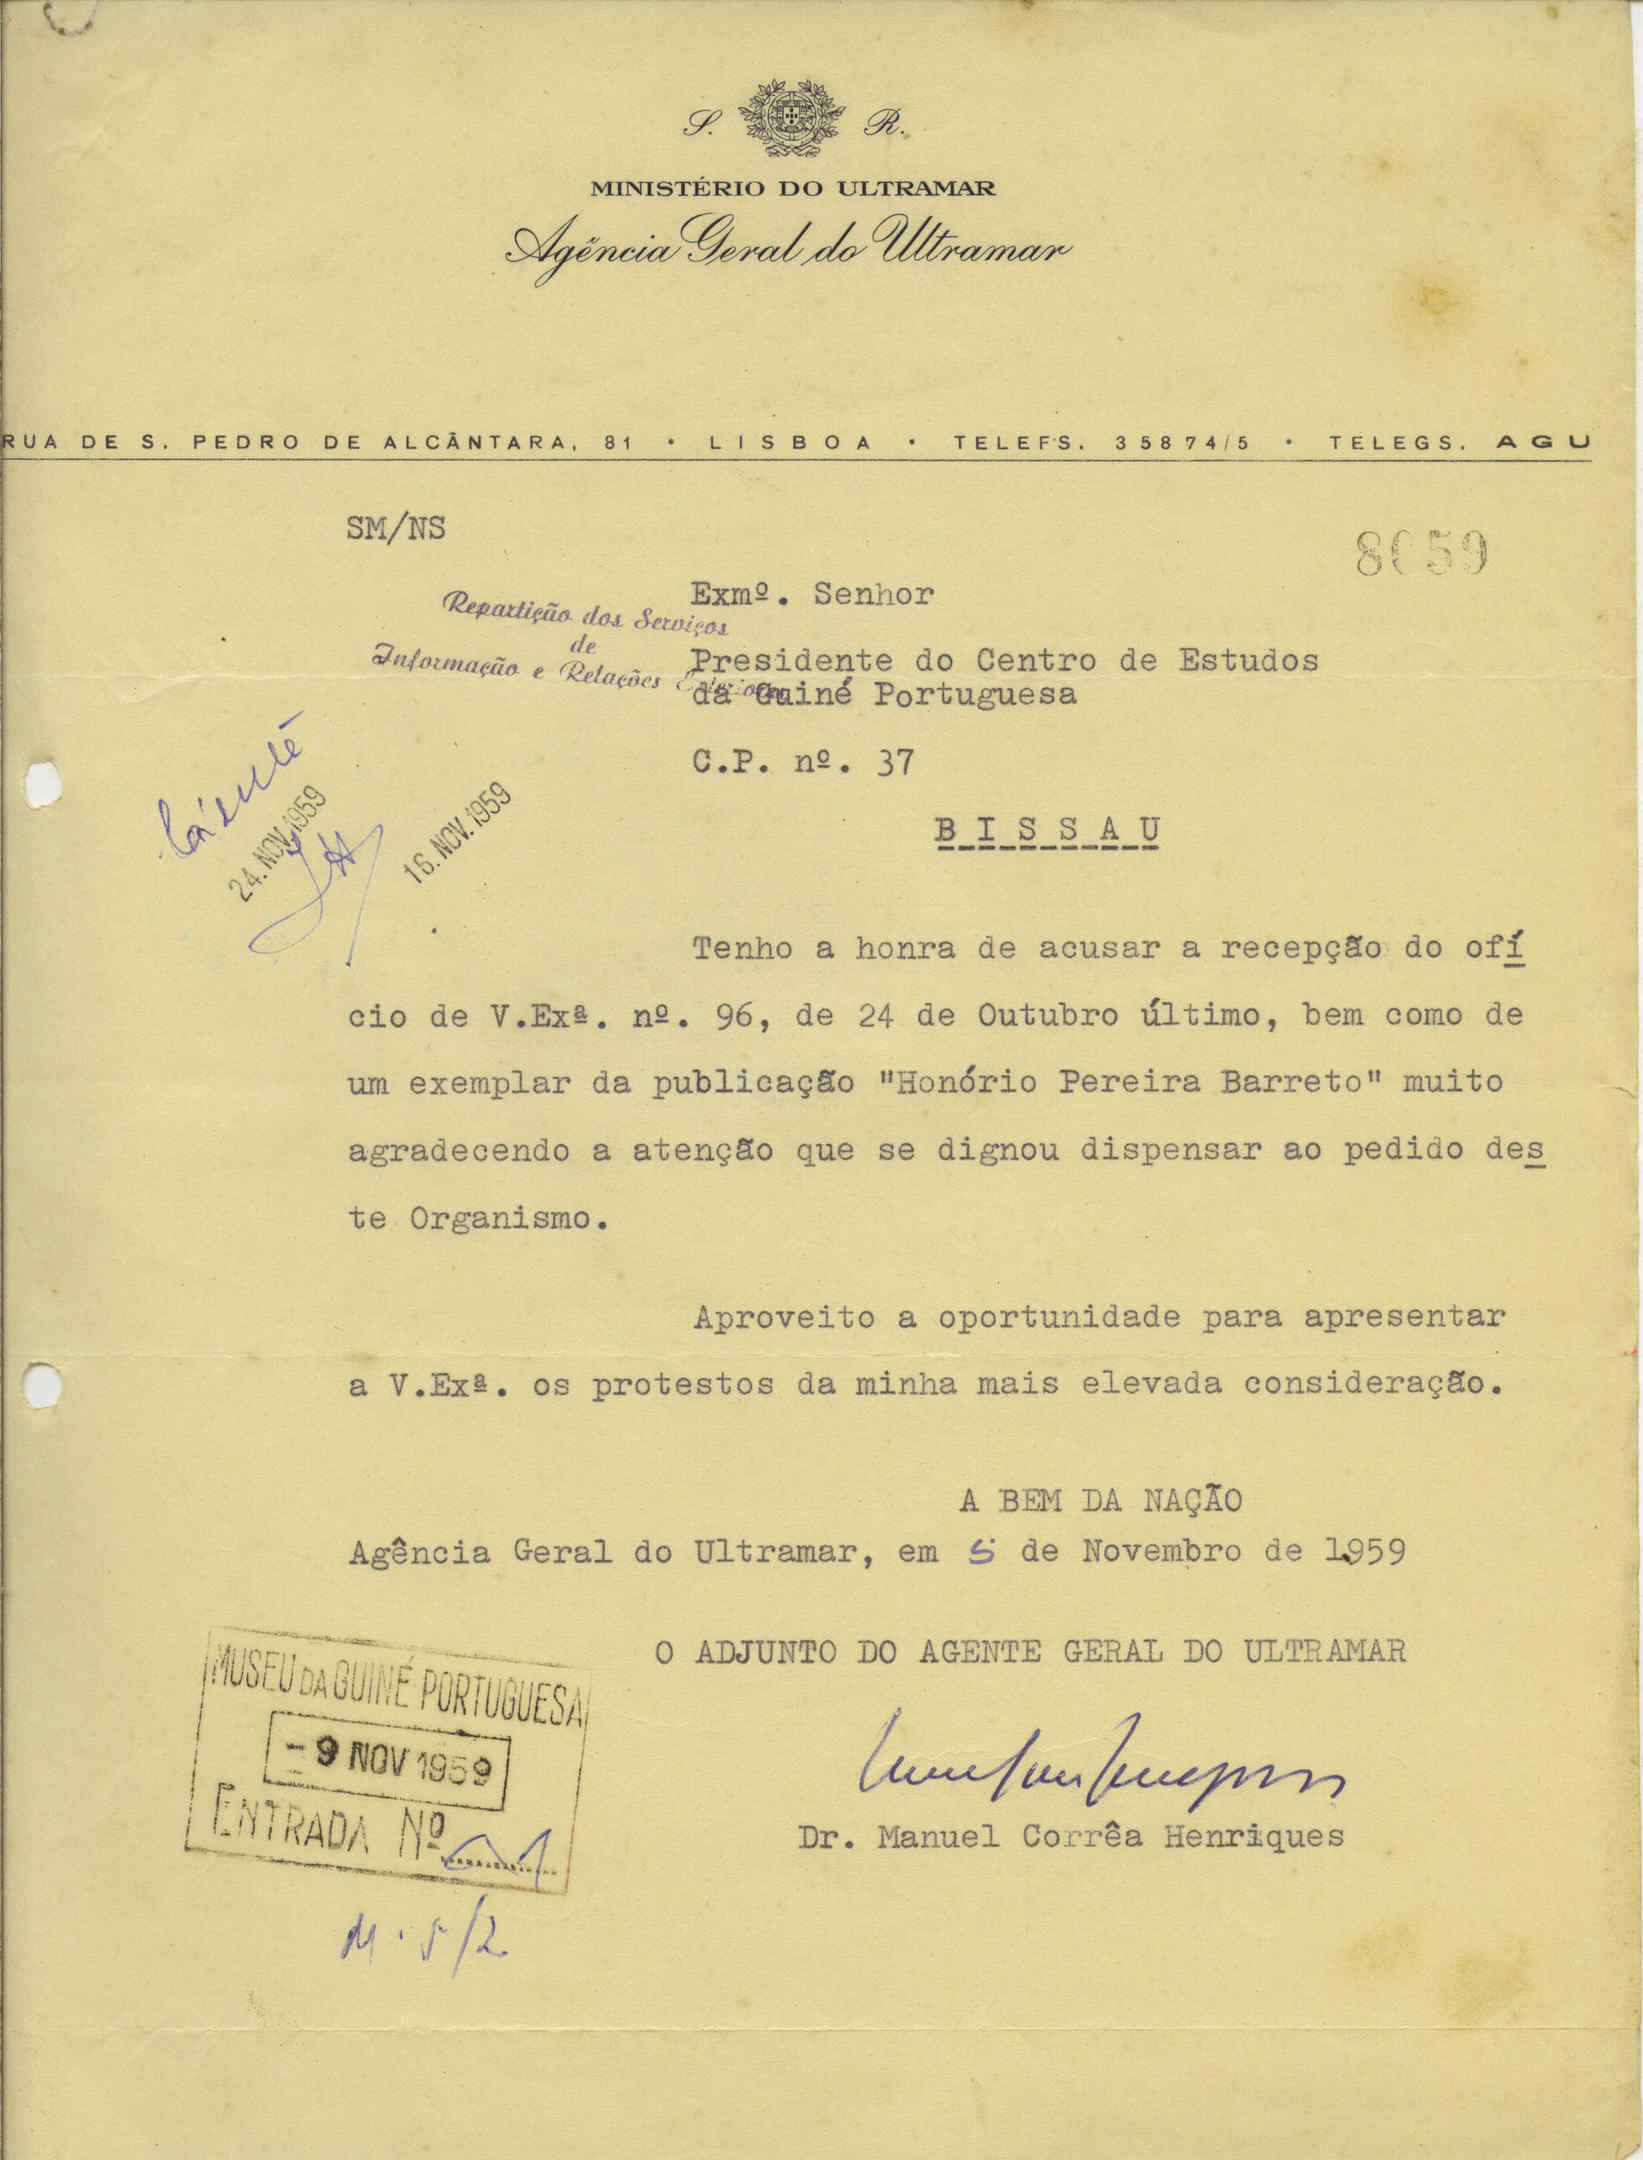 S. R.
MINISTÉRIO DO ULTRAMAR
Agência Geral do Ultramar
RUA DE S. PEDRO DE ALCÂNTARA, 81 • LISBOA • TELEFS. 35874/5 • TELEGS. AGU
SM/NS
8059
Exmº. Senhor
Repartição dos Serviços
de
Informação e Relações
Presidente do Centro de Estudos
da Guiné Portuguesa
C.P. nº. 37
24. NOV. 1959
16. NOV. 1959
BISSAU
Tenho a honra de acusar a recepção do ofí
cio de V.Exª. nº. 96, de 24 de Outubro último, bem como de
um exemplar da publicação "Honório Pereira Barreto" muito
agradecendo a atenção que se dignou dispensar ao pedido des
te Organismo.
Aproveito a oportunidade para apresentar
a V.Exª. os protestos da minha mais elevada consideração.
A BEM DA NAÇÃO
Agência Geral do Ultramar, em 5 de Novembro de 1959
O ADJUNTO DO AGENTE GERAL DO ULTRAMAR
Dr. Manuel Corrêa Henriques
MUSEU DA GUINÉ PORTUGUESA
- 9 NOV 1959
ENTRADA Nº
M. 5/2